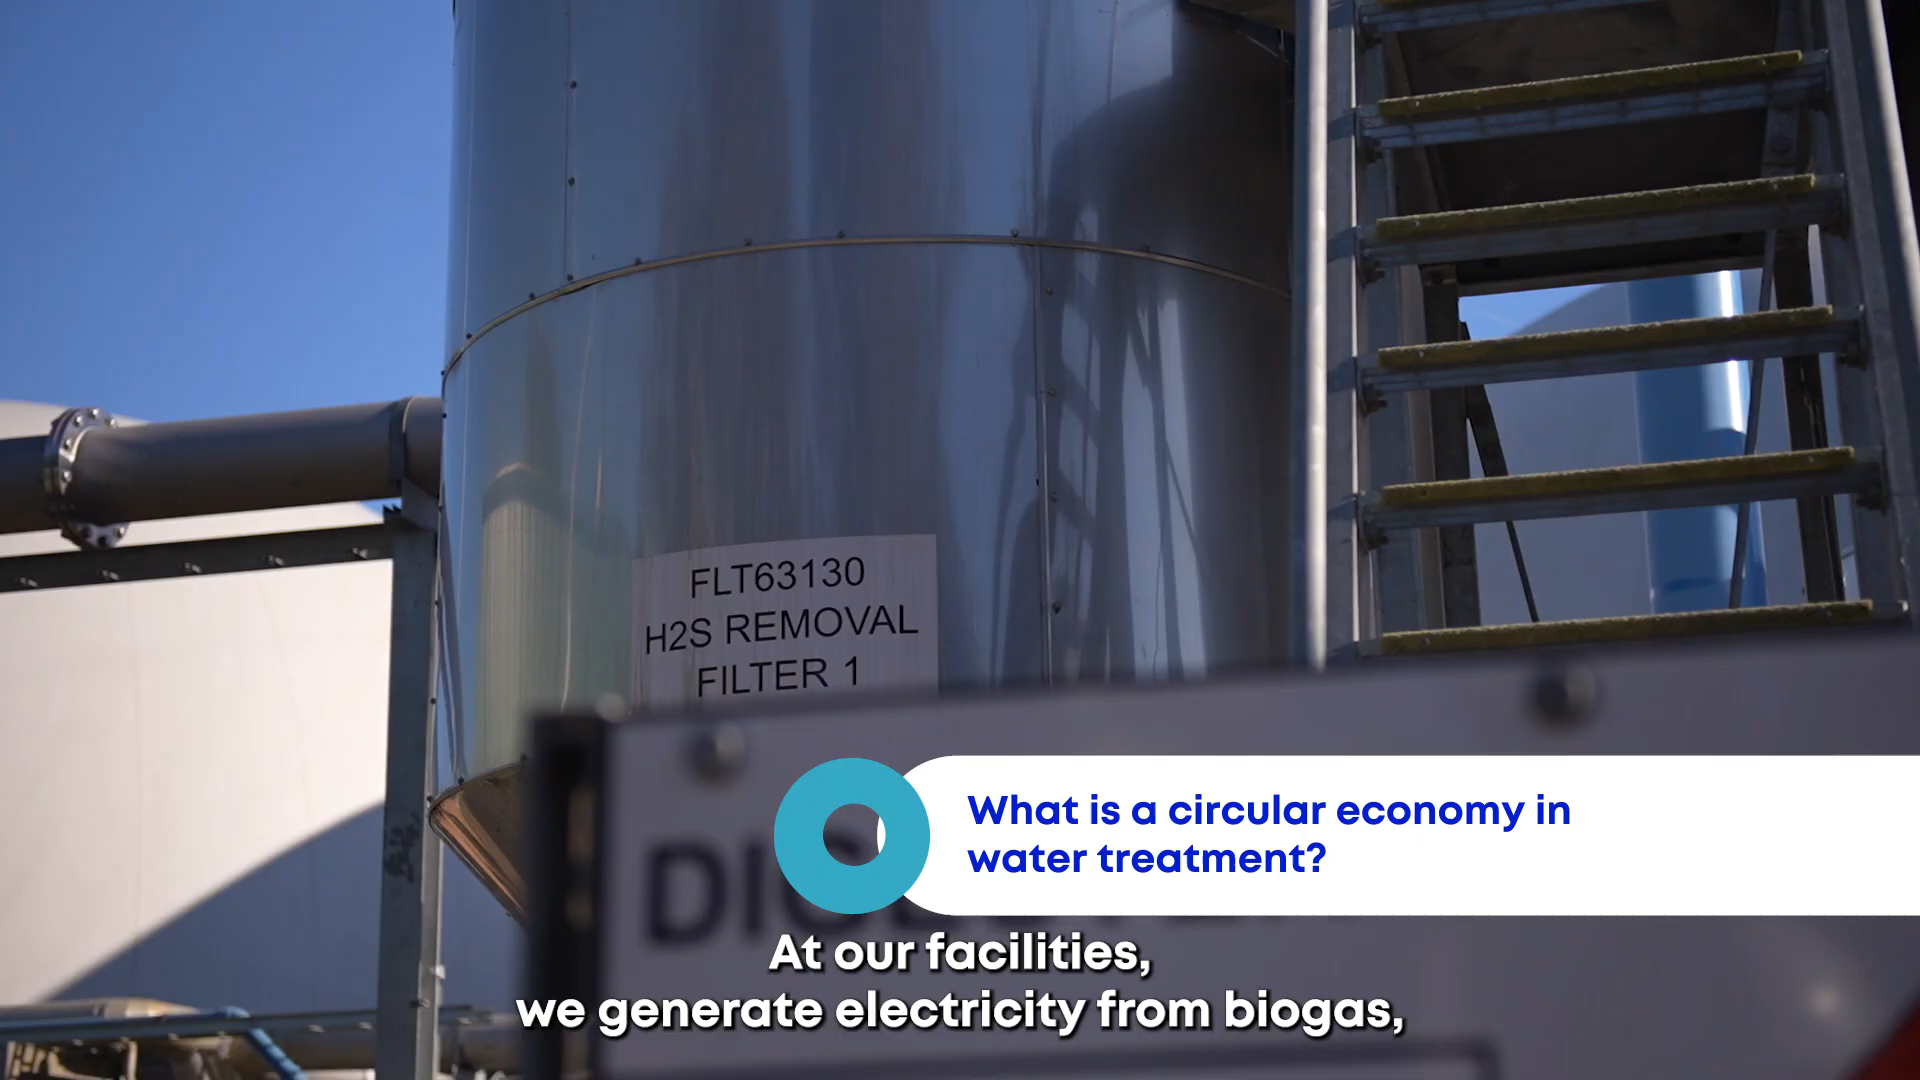 FLT63130
H2S REMOVAL
FILTER 1
What is a circular economy in
water treatment?
At our facilities,
we generate electricity from biogas,